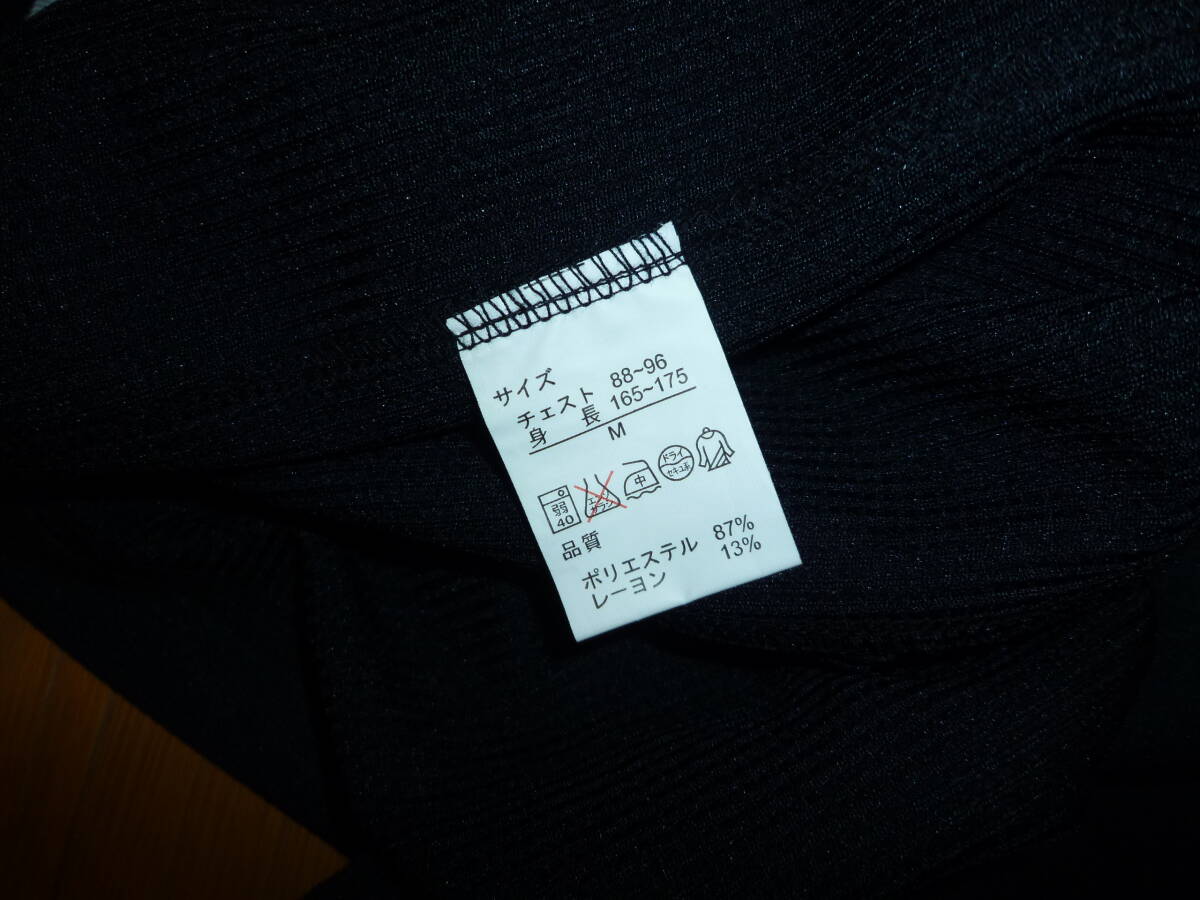 サイズ
チェスト 88~96
身長 165~175
M
弱 40
エンソ サラシ
中
ドライ セキユ系
品質
ポリエステル 87%
レーヨン 13%